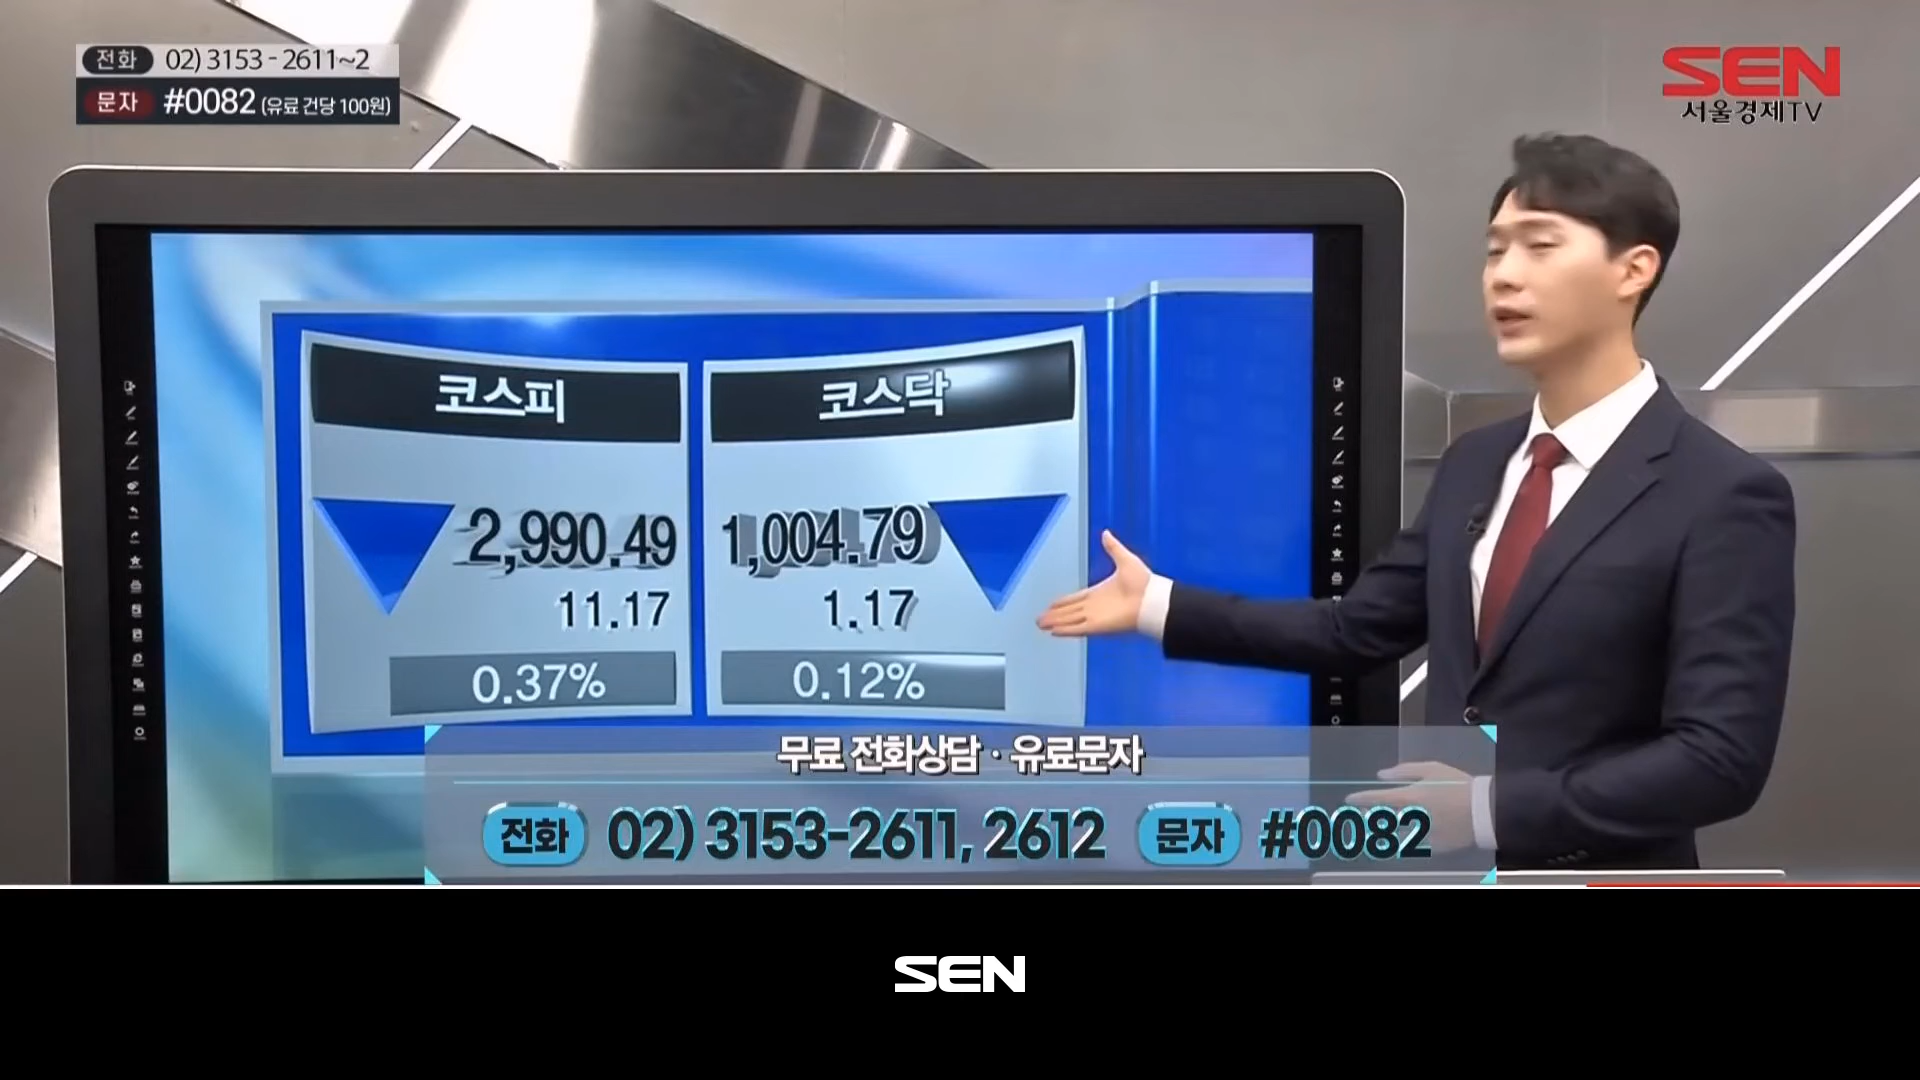 전화 02) 3153 - 2611~2
문자 #0082 (유료 건당 100원)
SEN
서울경제TV
코스피
코스닥
2,990.49
1,004.79
11.17
1.17
0.37%
0.12%
무료 전화상담 · 유료문자
전화 02) 3153-2611, 2612 문자 #0082
SEN